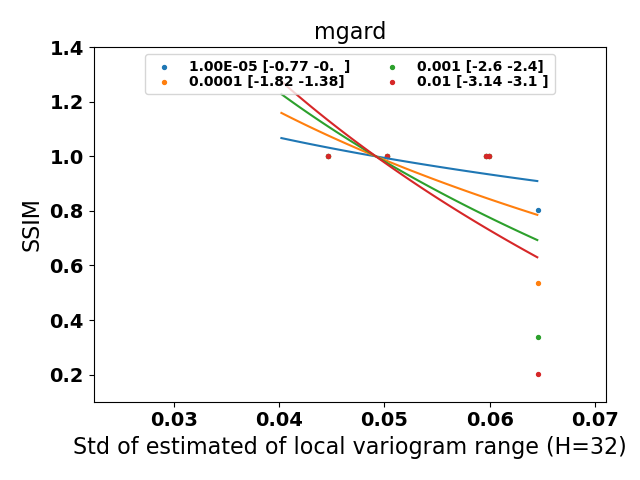 mgard
1.00E-05 [-0.77 -0.  ]
0.0001 [-1.82 -1.38]
0.001 [-2.6 -2.4]
0.01 [-3.14 -3.1 ]
SSIM
1.4
1.2
1.0
0.8
0.6
0.4
0.2
0.03 0.04 0.05 0.06 0.07
Std of estimated of local variogram range (H=32)